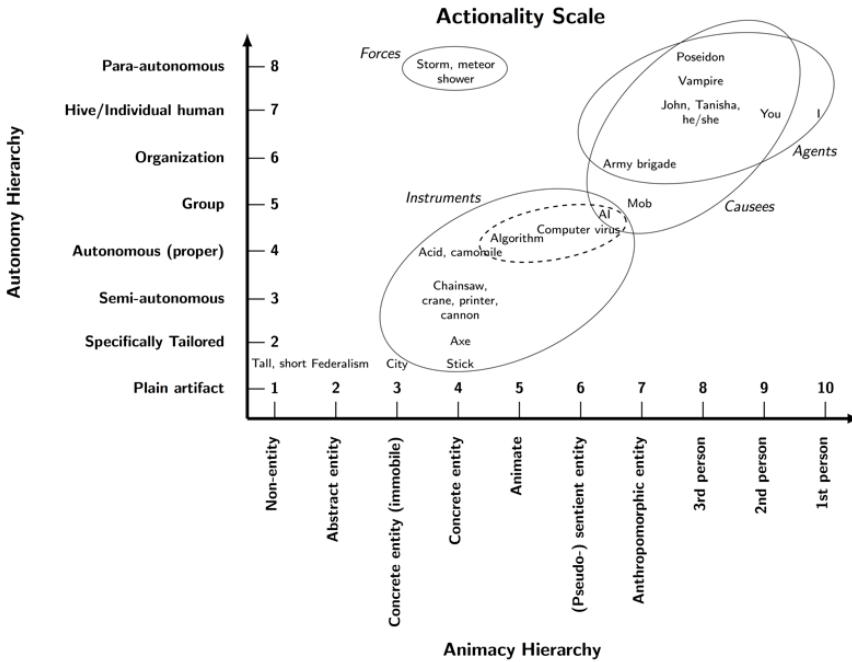 Actionality Scale
Forces
Para-autonomous
8
Storm, meteor
shower
Poseidon
Vampire
Hive/Individual human
7
John, Tanisha,
he/she
You
I
Agents
Organization
6
Army brigade
Group
5
Instruments
AI
Mob
Causees
Computer virus
Algorithm
Autonomous (proper)
4
Acid, camomile
Semi-autonomous
3
Chainsaw,
crane, printer,
cannon
Specifically Tailored
2
Axe
Tall, short
Federalism
City
Stick
Plain artifact
1
2
3
4
5
6
7
8
9
10
Non-entity
Abstract entity
Concrete entity (immobile)
Concrete entity
Animate
(Pseudo-) sentient entity
Anthropomorphic entity
3rd person
2nd person
1st person
Autonomy Hierarchy
Animacy Hierarchy